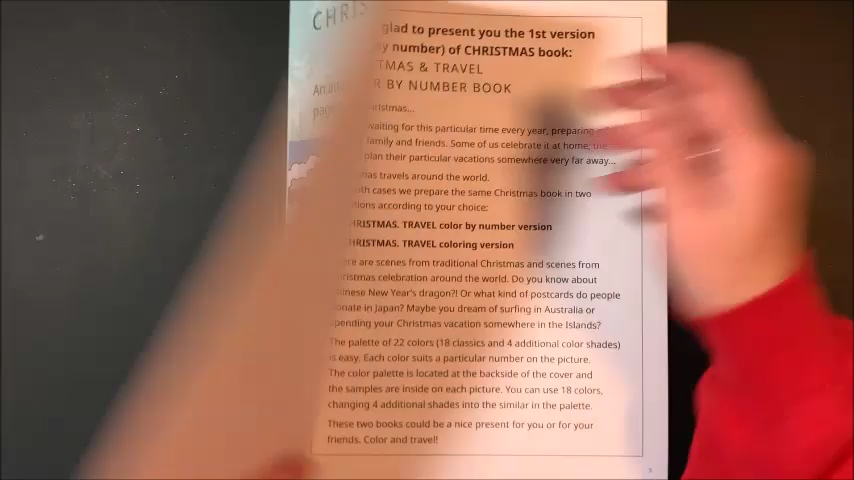 CHRIS
glad to present you the 1st version
by number) of CHRISTMAS book:
TMAS & TRAVEL
An R BY NUMBER BOOK
ristmas...
waiting for this particular time every year, preparing
family and friends. Some of us celebrate it at home, the
plan their particular vacations somewhere very far away...
as travels around the world.
th cases we prepare the same Christmas book in two
tions according to your choice:
HRISTMAS. TRAVEL color by number version
HRISTMAS. TRAVEL coloring version
ere are scenes from traditional Christmas and scenes from
ristmas celebration around the world. Do you know about
inese New Year's dragon?! Or what kind of postcards do people
onate in Japan? Maybe you dream of surfing in Australia or
spending your Christmas vacation somewhere in the Islands?
The palette of 22 colors (18 classics and 4 additional color shades)
is easy. Each color suits a particular number on the picture.
The color palette is located at the backside of the cover and
the samples are inside on each picture. You can use 18 colors,
changing 4 additional shades into the similar in the palette.
These two books could be a nice present for you or for your
friends. Color and travel!